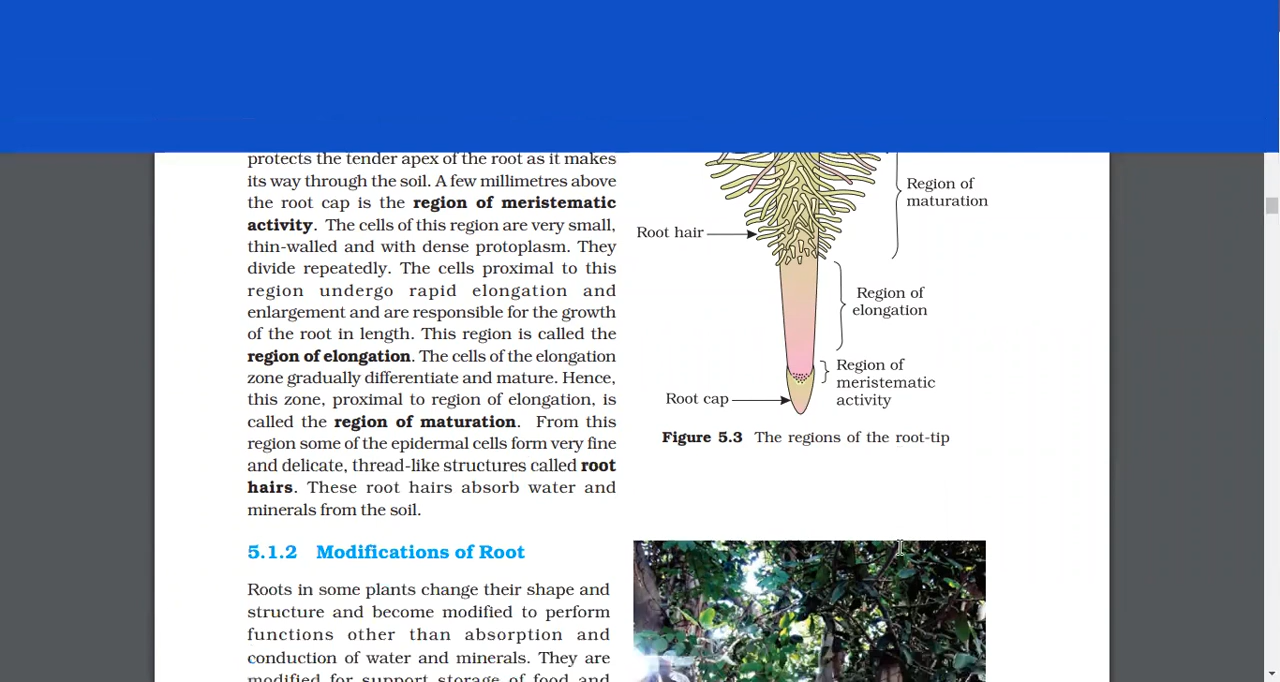 protects the tender apex of the root as it makes
its way through the soil. A few millimetres above
the root cap is the region of meristematic
activity. The cells of this region are very small,
thin-walled and with dense protoplasm. They
divide repeatedly. The cells proximal to this
region undergo rapid elongation and
enlargement and are responsible for the growth
of the root in length. This region is called the
region of elongation. The cells of the elongation
zone gradually differentiate and mature. Hence,
this zone, proximal to region of elongation, is
called the region of maturation. From this
region some of the epidermal cells form very fine
and delicate, thread-like structures called root
hairs. These root hairs absorb water and
minerals from the soil.
5.1.2 Modifications of Root
Roots in some plants change their shape and
structure and become modified to perform
functions other than absorption and
conduction of water and minerals. They are
modified for support storage of food and
Region of
maturation
Root hair
Region of
elongation
Region of
meristematic
activity
Root cap
Figure 5.3 The regions of the root-tip